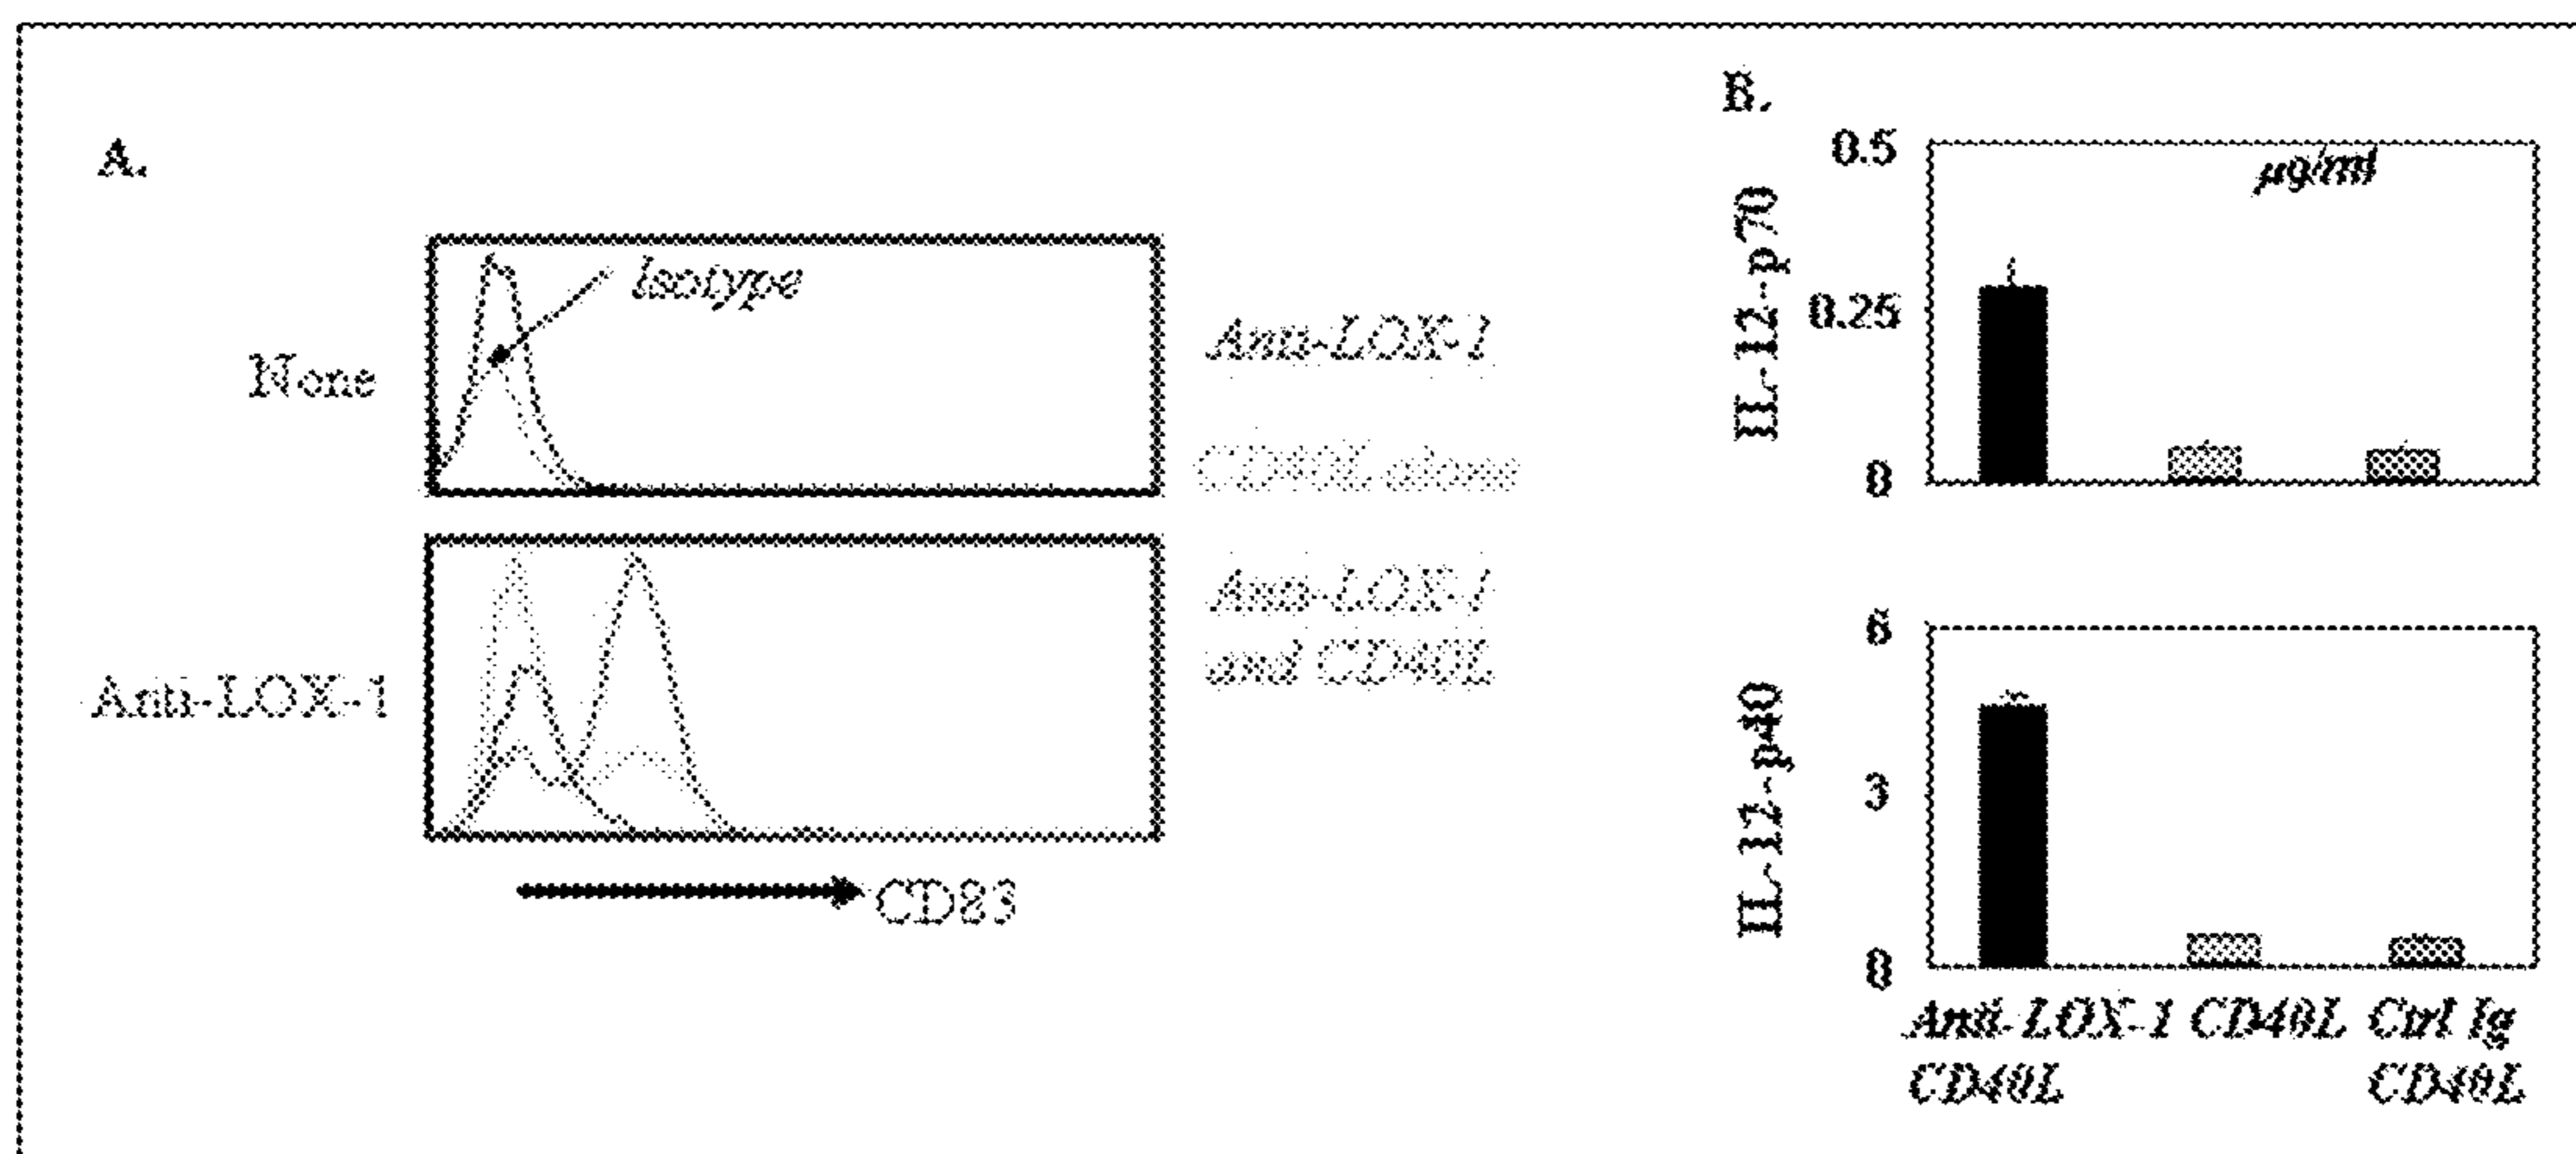 A.
Isotype
None
Anti-LOX-1
CD83
Anti-LOX-1
CD40L alone
Anti-LOX-1
and CD40L
B.
0.5
µg/ml
IL-12-p70
0.25
0
6
IL-12-p40
3
0
Anti-LOX-1 CD40L Ctrl Ig
CD40L CD40L